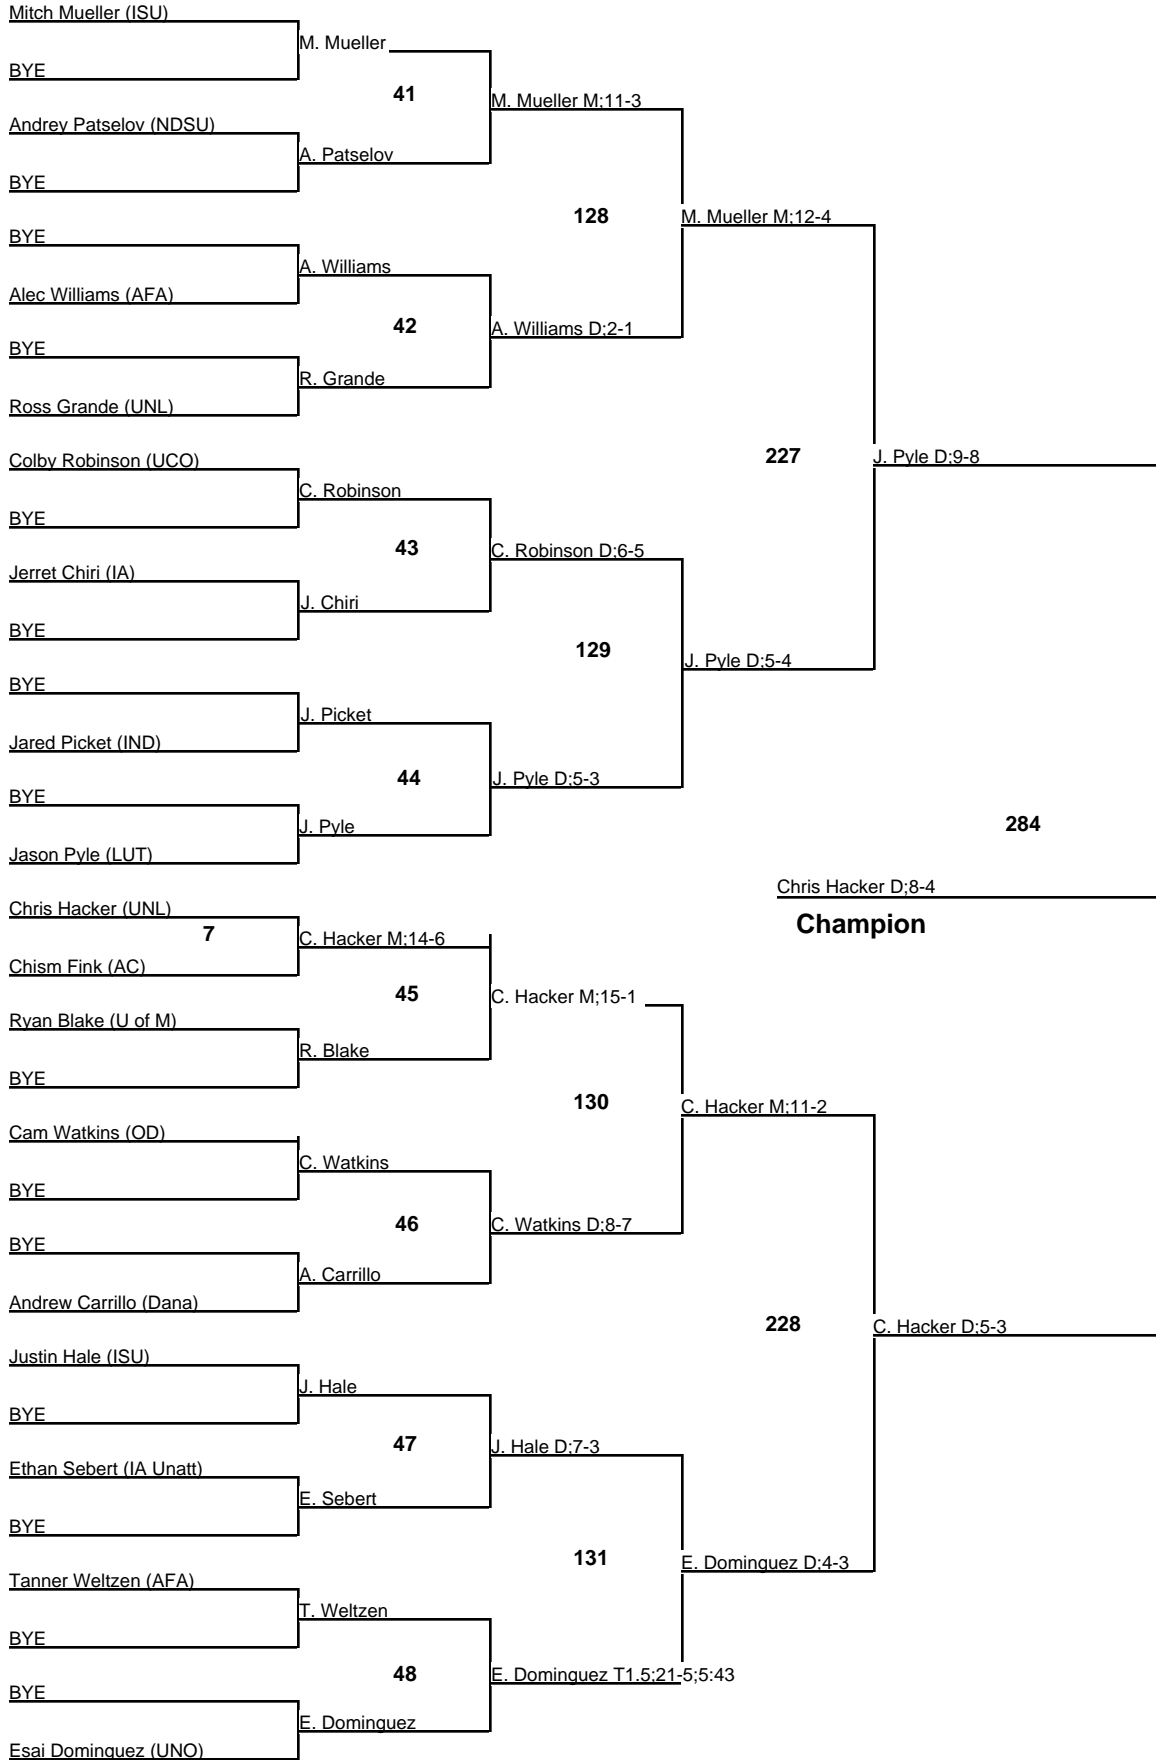 Mitch Mueller (ISU)
M. Mueller
BYE
41
M. Mueller M;11-3
Andrey Patselov (NDSU)
A. Patselov
BYE
128
M. Mueller M;12-4
BYE
A. Williams
Alec Williams (AFA)
42
A. Williams D;2-1
BYE
R. Grande
Ross Grande (UNL)
227
J. Pyle D;9-8
Colby Robinson (UCO)
C. Robinson
BYE
43
C. Robinson D;6-5
Jerret Chiri (IA)
J. Chiri
BYE
129
J. Pyle D;5-4
BYE
J. Picket
Jared Picket (IND)
44
J. Pyle D;5-3
BYE
J. Pyle
Jason Pyle (LUT)
284
Chris Hacker D;8-4
Champion
Chris Hacker (UNL)
7
C. Hacker M;14-6
Chism Fink (AC)
45
C. Hacker M;15-1
Ryan Blake (U of M)
R. Blake
BYE
130
C. Hacker M;11-2
Cam Watkins (OD)
C. Watkins
BYE
46
C. Watkins D;8-7
BYE
A. Carrillo
Andrew Carrillo (Dana)
228
C. Hacker D;5-3
Justin Hale (ISU)
J. Hale
BYE
47
J. Hale D;7-3
Ethan Sebert (IA Unatt)
E. Sebert
BYE
131
E. Dominguez D;4-3
Tanner Weltzen (AFA)
T. Weltzen
BYE
48
E. Dominguez T1.5;21-5;5:43
BYE
E. Dominguez
Esai Dominguez (UNO)